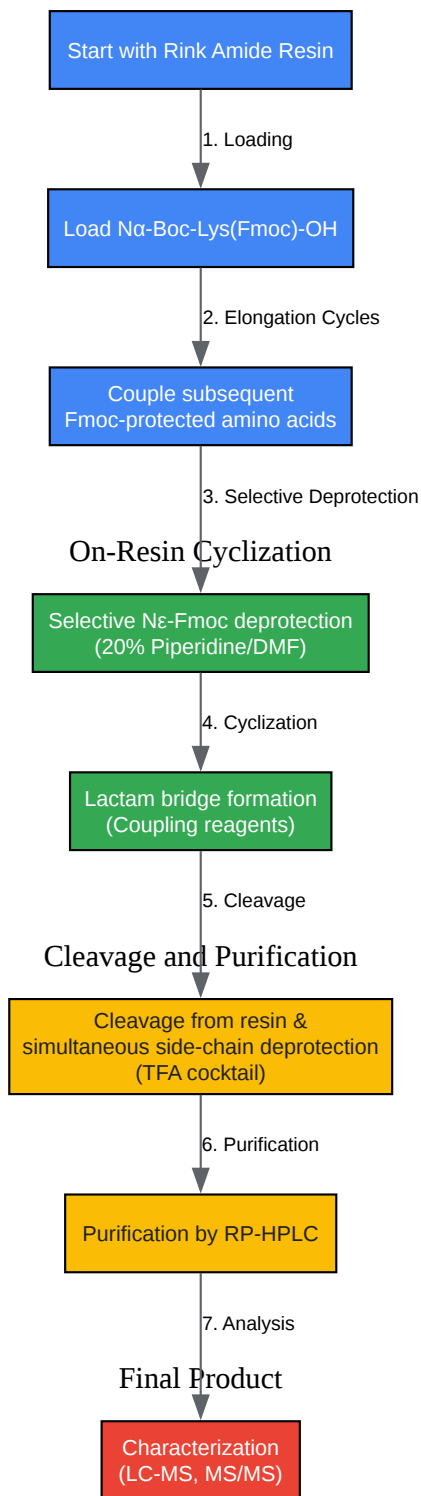 Start with Rink Amide Resin
1. Loading
Load Nα-Boc-Lys(Fmoc)-OH
2. Elongation Cycles
Couple subsequent
Fmoc-protected amino acids
3. Selective Deprotection
On-Resin Cyclization
Selective Nε-Fmoc deprotection
(20% Piperidine/DMF)
4. Cyclization
Lactam bridge formation
(Coupling reagents)
5. Cleavage
Cleavage and Purification
Cleavage from resin &
simultaneous side-chain deprotection
(TFA cocktail)
6. Purification
Purification by RP-HPLC
7. Analysis
Final Product
Characterization
(LC-MS, MS/MS)